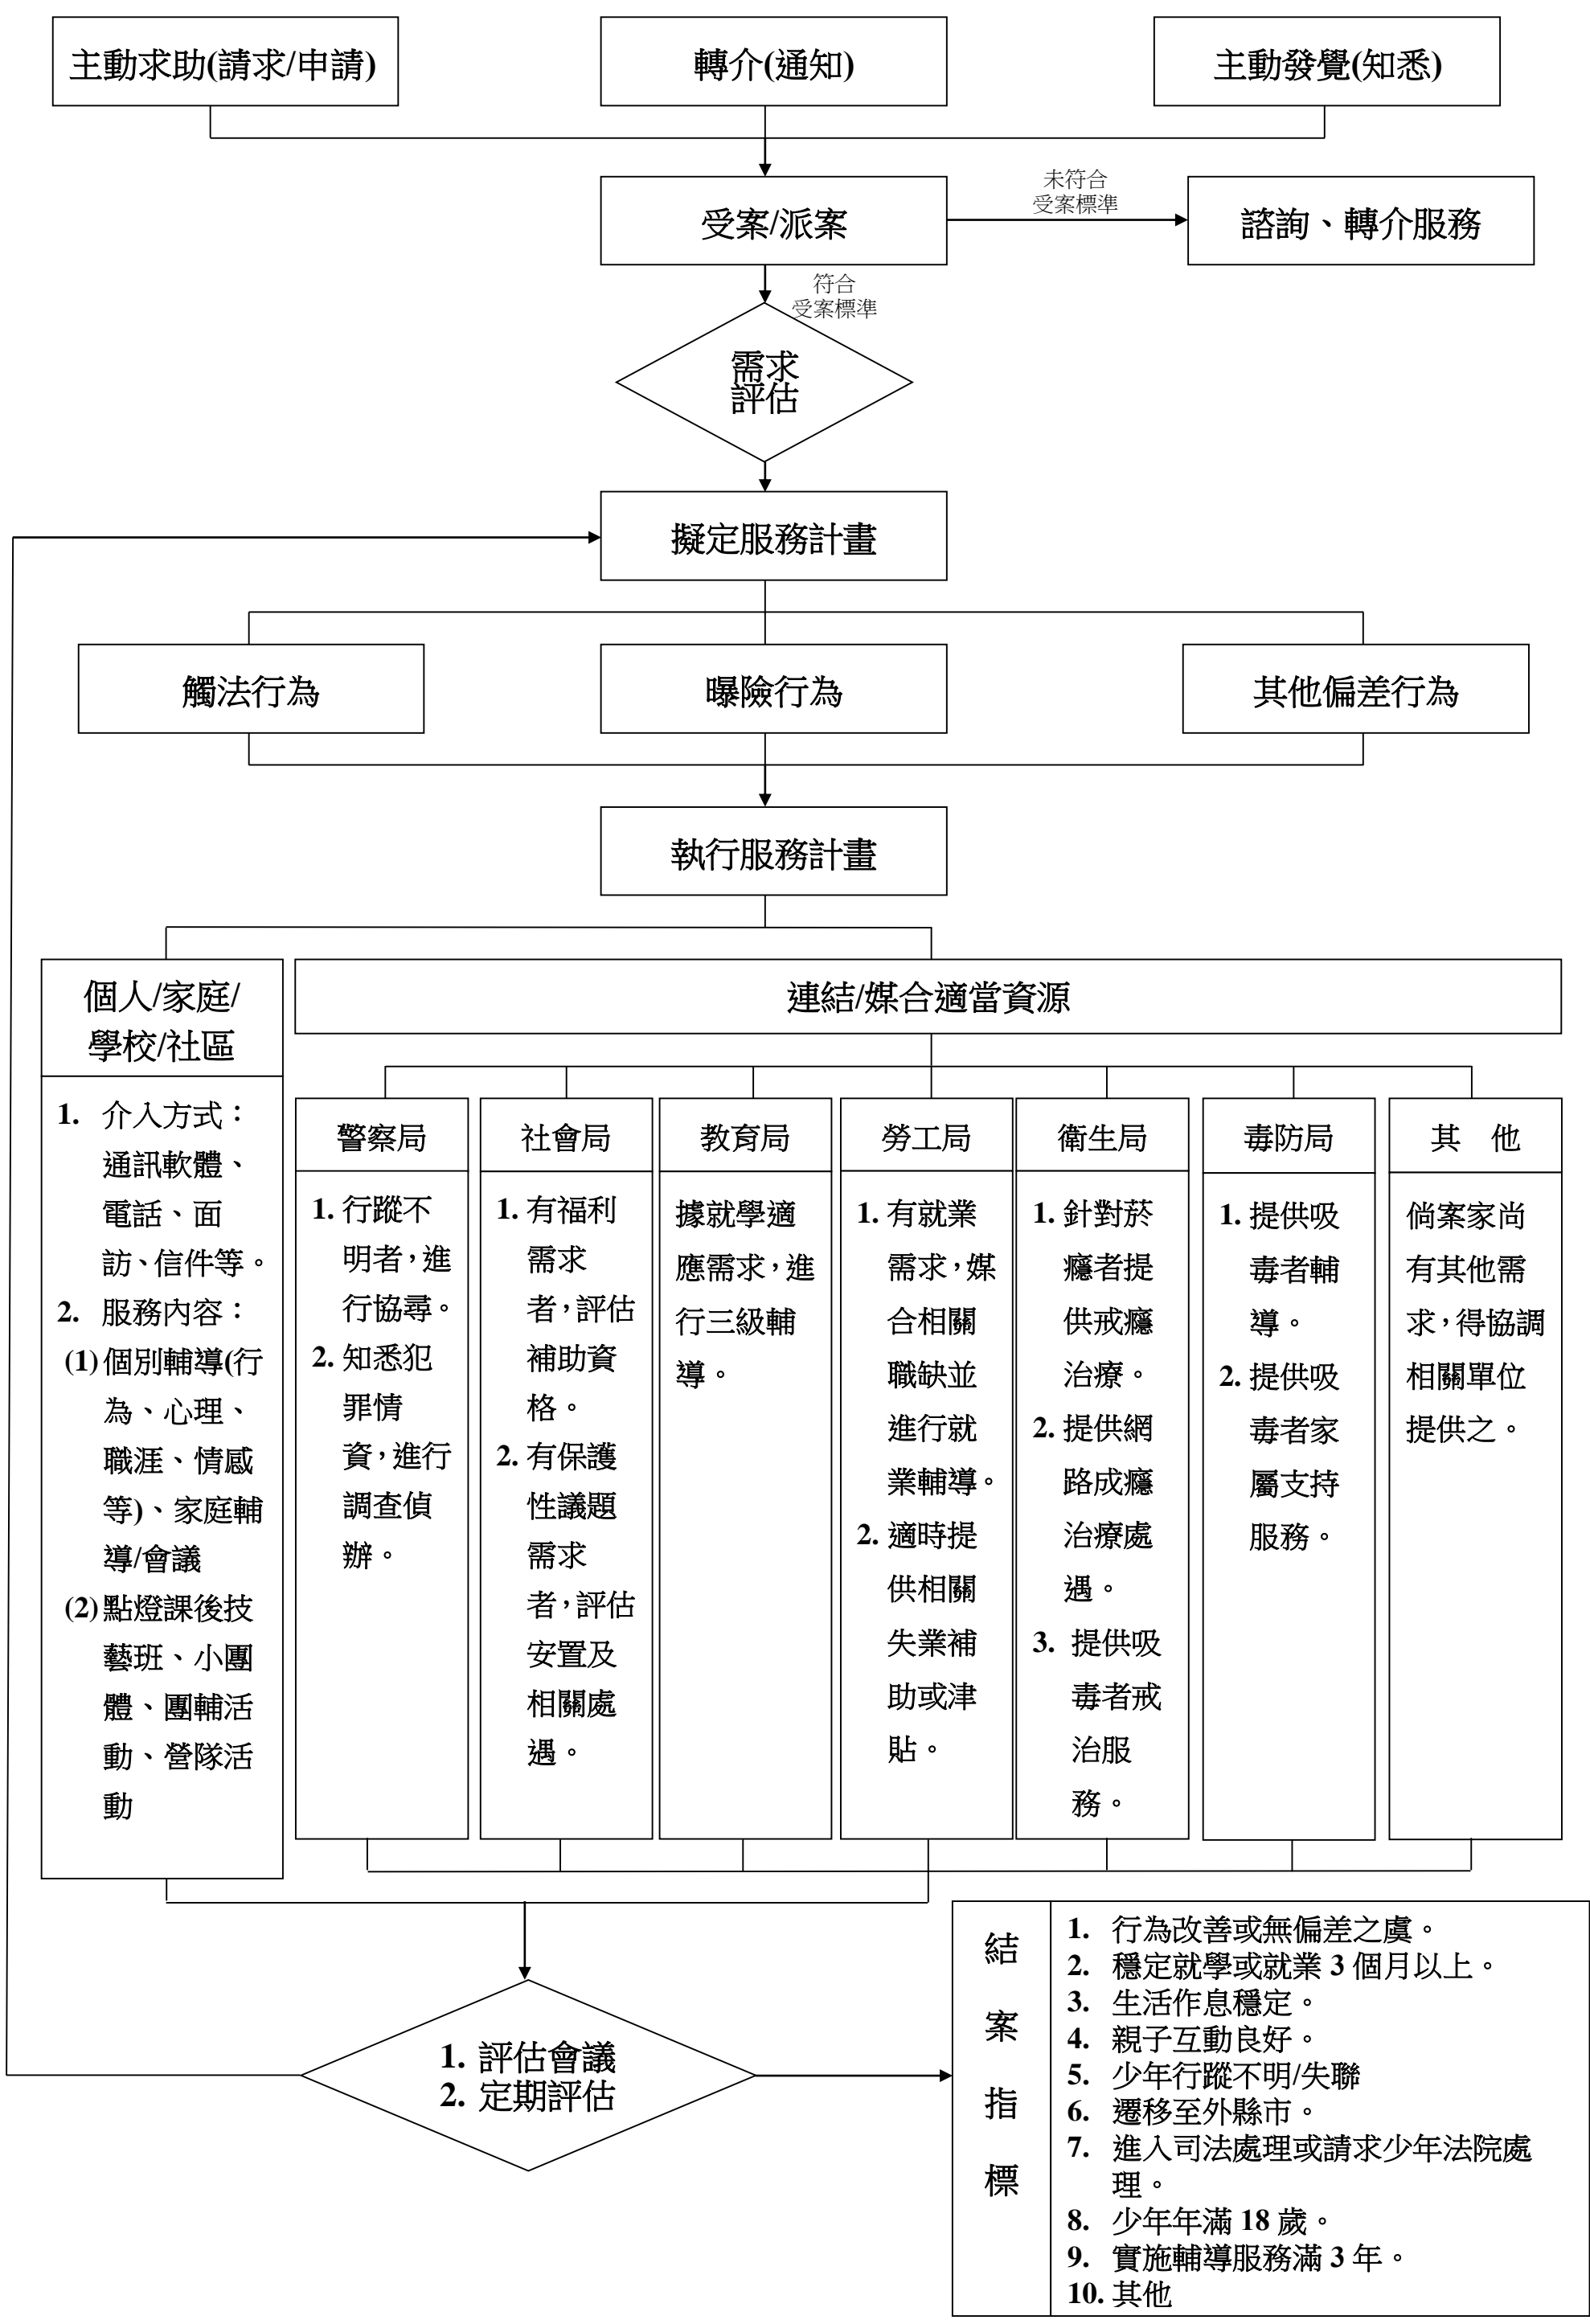 主動求助(請求/申請)
轉介(通知)
主動發覺(知悉)
受案/派案
未符合
受案標準
諮詢、轉介服務
符合
受案標準
需求
評估
擬定服務計畫
觸法行為
曝險行為
其他偏差行為
執行服務計畫
個人/家庭/
學校/社區
連結/媒合適當資源
1. 介入方式：
通訊軟體、
電話、面
訪、信件等。
2. 服務內容：
(1)個別輔導(行
為、心理、
職涯、情感
等)、家庭輔
導/會議
(2)點燈課後技
藝班、小團
體、團輔活
動、營隊活
動
警察局
1. 行蹤不
明者，進
行協尋。
2. 知悉犯
罪情
資，進行
調查偵
辦。
社會局
1. 有福利
需求
者，評估
補助資
格。
2. 有保護
性議題
需求
者，評估
安置及
相關處
遇。
教育局
據就學適
應需求，進
行三級輔
導。
勞工局
1. 有就業
需求，媒
合相關
職缺並
進行就
業輔導。
2. 適時提
供相關
失業補
助或津
貼。
衛生局
1. 針對菸
癮者提
供戒癮
治療。
2. 提供網
路成癮
治療處
遇。
3. 提供吸
毒者戒
治服
務。
毒防局
1. 提供吸
毒者輔
導。
2. 提供吸
毒者家
屬支持
服務。
其　他
倘案家尚
有其他需
求，得協調
相關單位
提供之。
1. 評估會議
2. 定期評估
結
案
指
標
1. 行為改善或無偏差之虞。
2. 穩定就學或就業 3 個月以上。
3. 生活作息穩定。
4. 親子互動良好。
5. 少年行蹤不明/失聯
6. 遷移至外縣市。
7. 進入司法處理或請求少年法院處
理。
8. 少年年滿 18 歲。
9. 實施輔導服務滿 3 年。
10. 其他